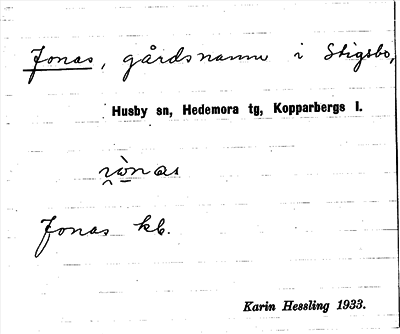 Jonas, gårdsnamn i Stigsbo,
Husby sn, Hedemora tg, Kopparbergs l.
Jonas kb.
Karin Hessling 1933.